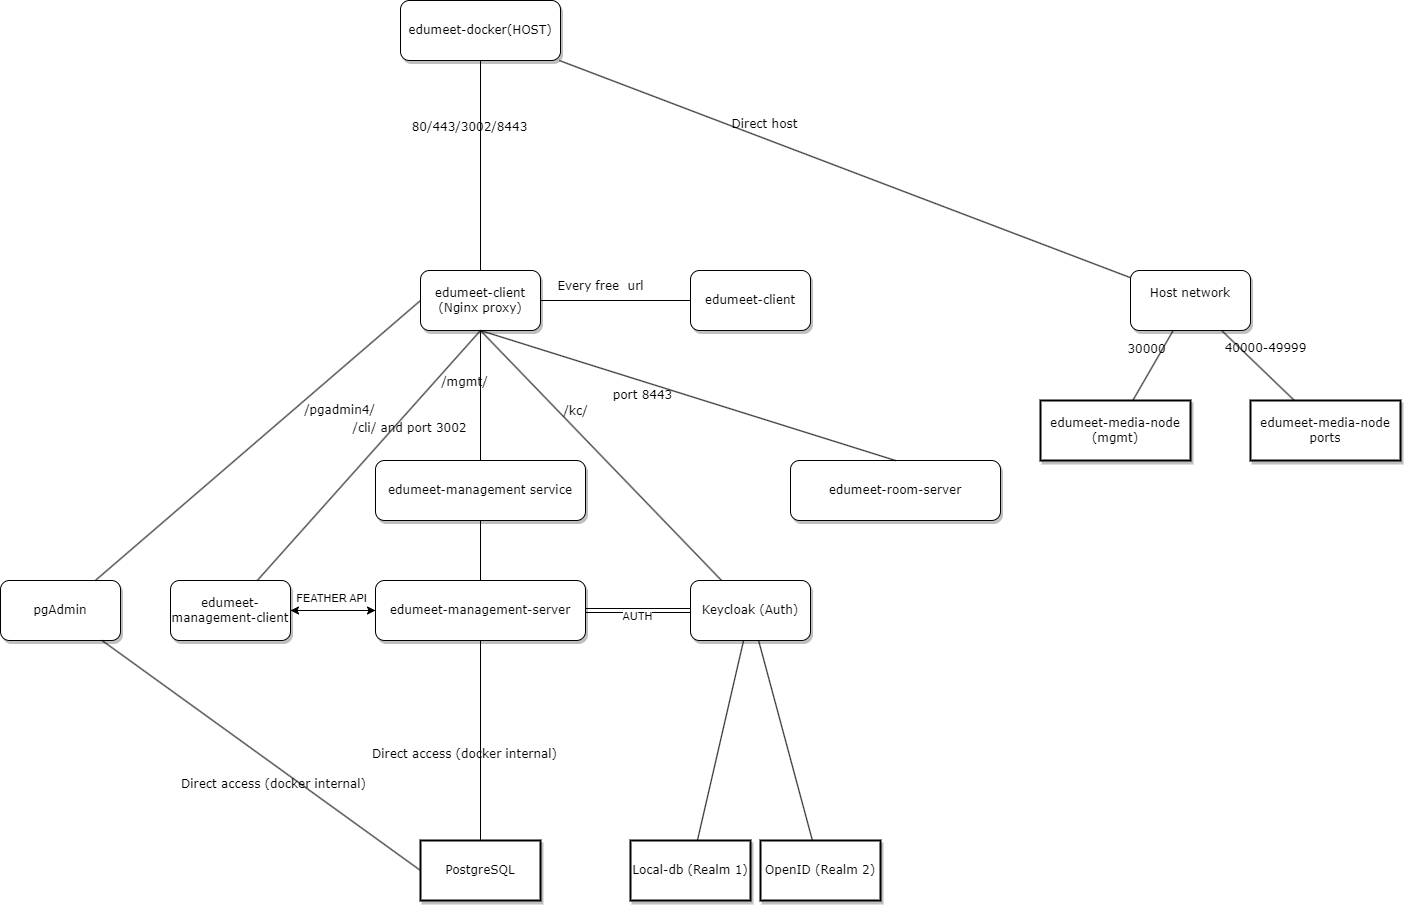 edumeet-docker(HOST)
80/443/3002/8443
Direct host
edumeet-client
(Nginx proxy)
Every free  url
edumeet-client
Host network
30000
40000-49999
/mgmt/
port 8443
/pgadmin4/
/kc/
/cli/ and port 3002
edumeet-media-node
(mgmt)
edumeet-media-node
ports
edumeet-management service
edumeet-room-server
pgAdmin
edumeet-
management-client
FEATHER API
edumeet-management-server
AUTH
Keycloak (Auth)
Direct access (docker internal)
Direct access (docker internal)
PostgreSQL
Local-db (Realm 1)
OpenID (Realm 2)